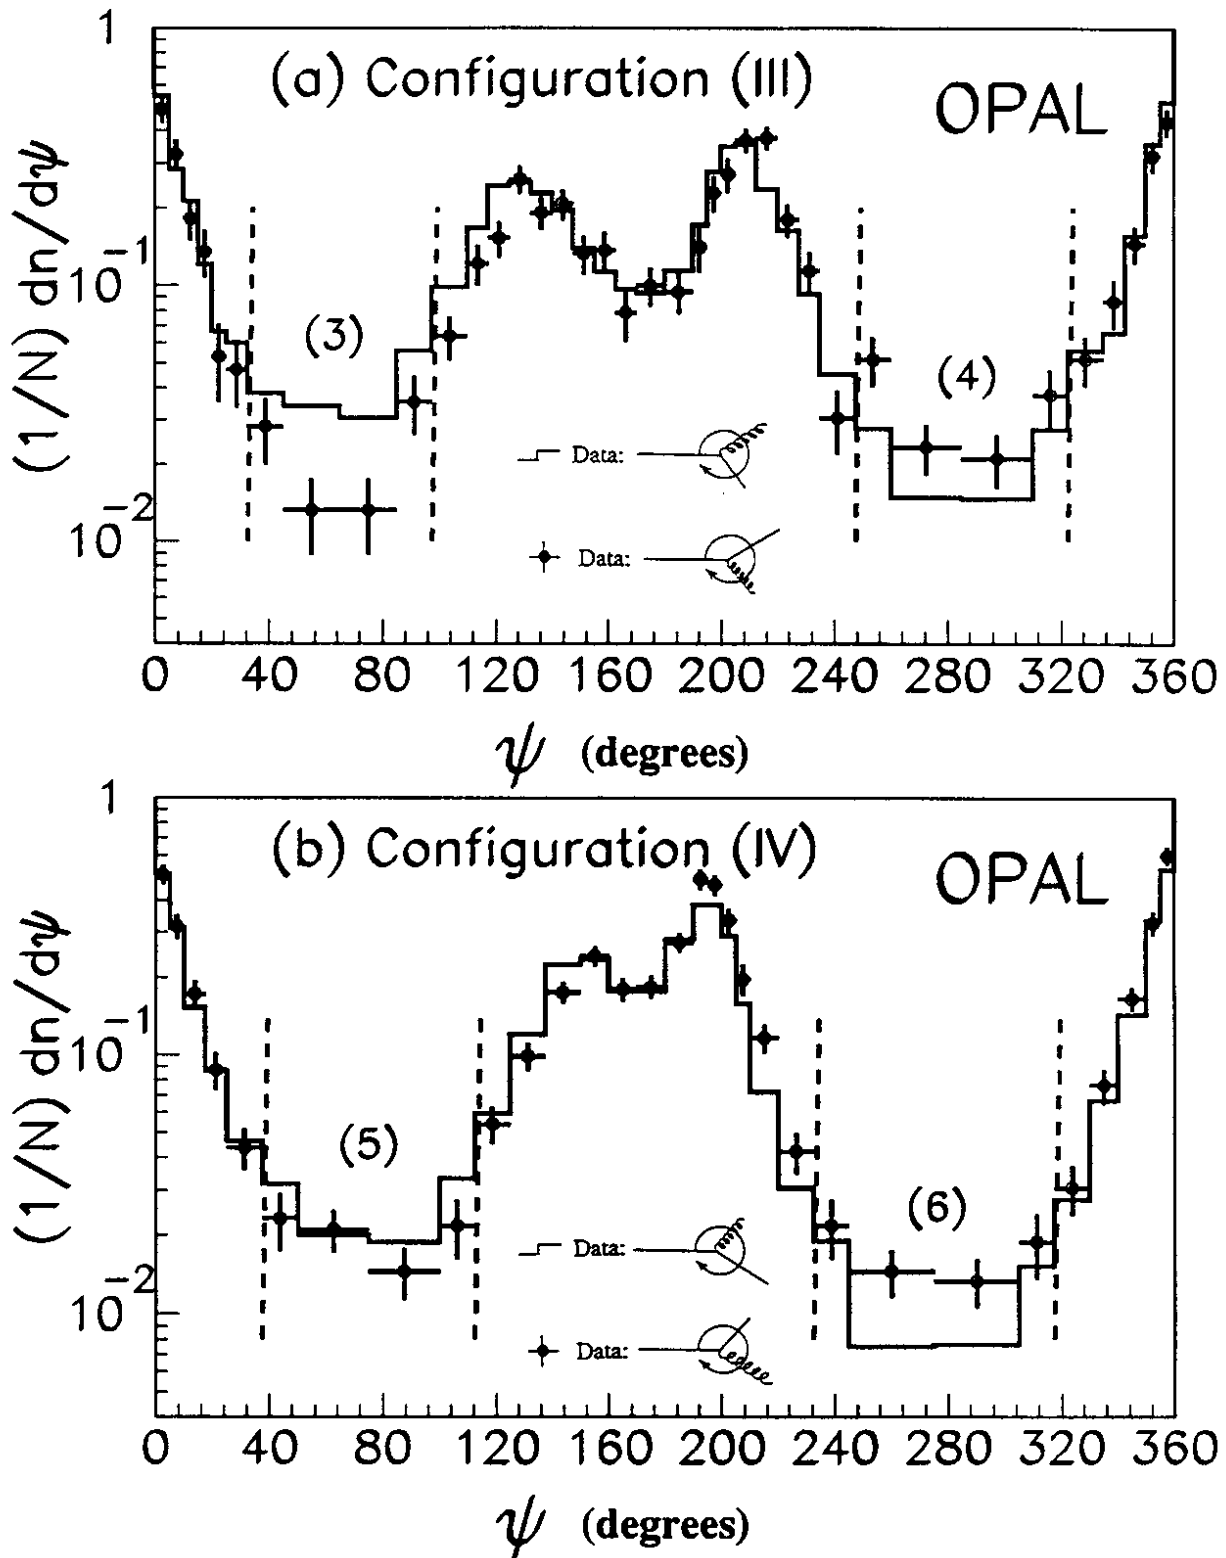 1
(a) Configuration (III)
OPAL
(1/N) dn/dψ
10⁻¹
(3)
(4)
Data:
10⁻²
Data:
0 40 80 120 160 200 240 280 320 360
ψ (degrees)
1
(b) Configuration (IV)
OPAL
(1/N) dn/dψ
10⁻¹
(5)
(6)
Data:
10⁻²
Data:
0 40 80 120 160 200 240 280 320 360
ψ (degrees)